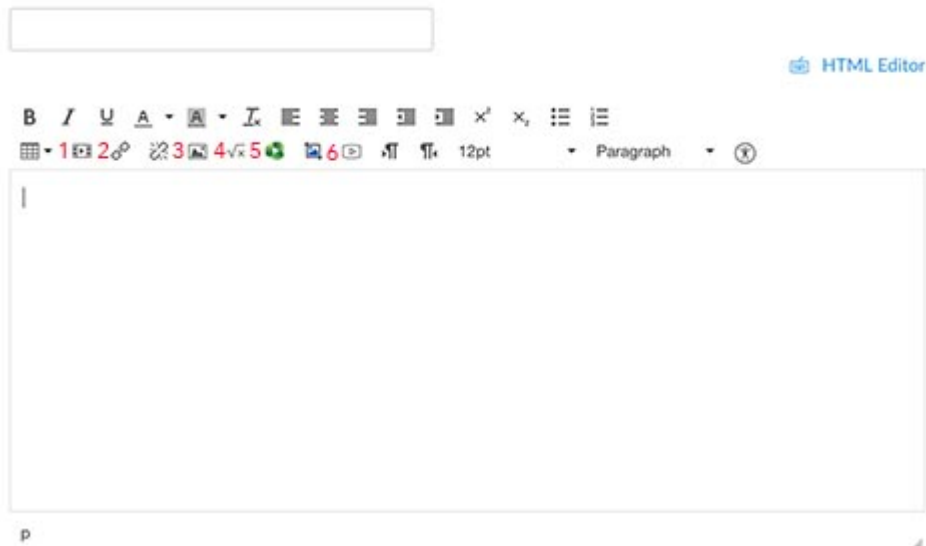 HTML Editor
B I U A A Tx x² x₂
1 2 3 4 √x 5 6 ¶ ¶ 12pt Paragraph
p